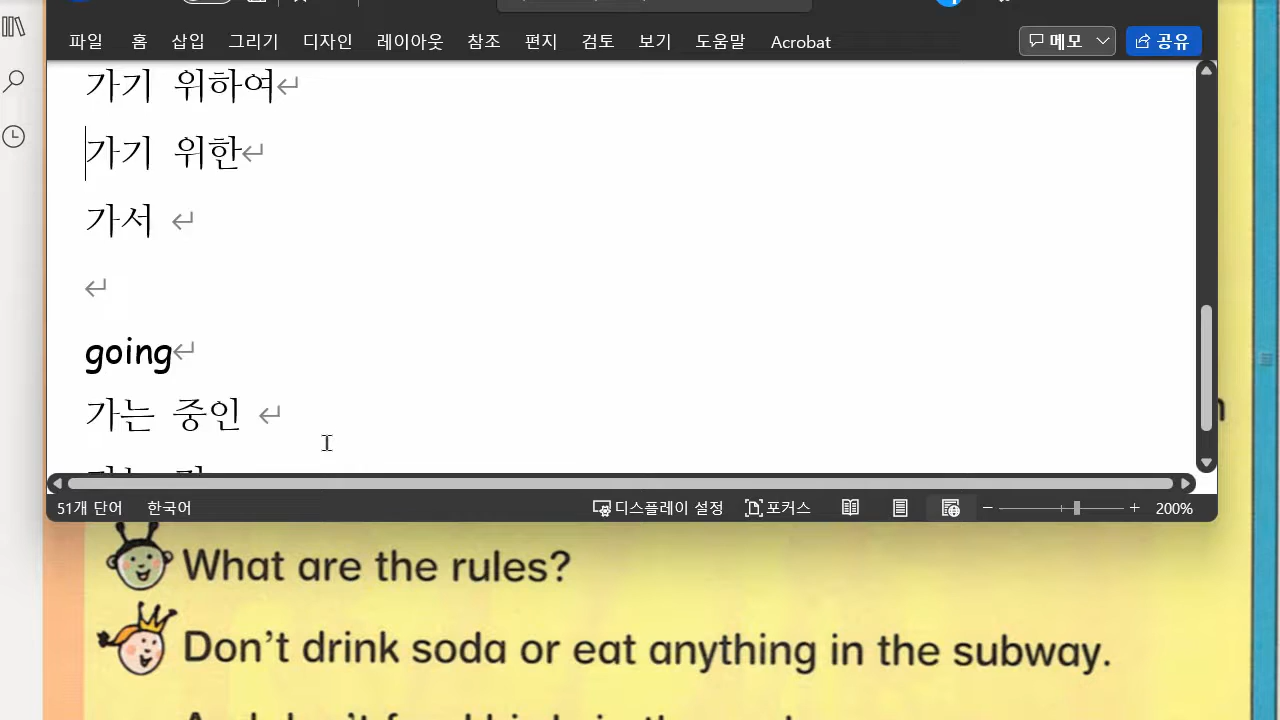 파일 홈 삽입 그리기 디자인 레이아웃 참조 편지 검토 보기 도움말 Acrobat 메모 공유
가기 위하여
가기 위한
가서
going
가는 중인
51개 단어 한국어 디스플레이 설정 포커스 200%
What are the rules?
Don't drink soda or eat anything in the subway.